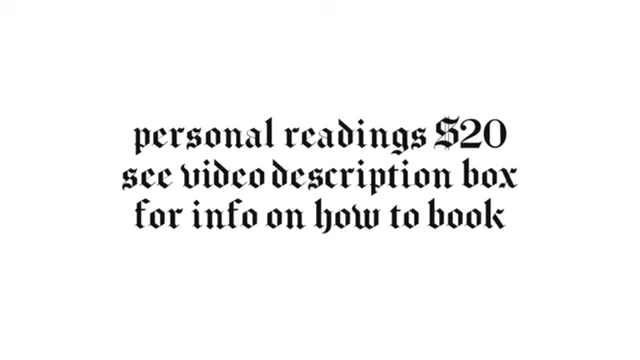 personal readings $20
see video description box
for info on how to book